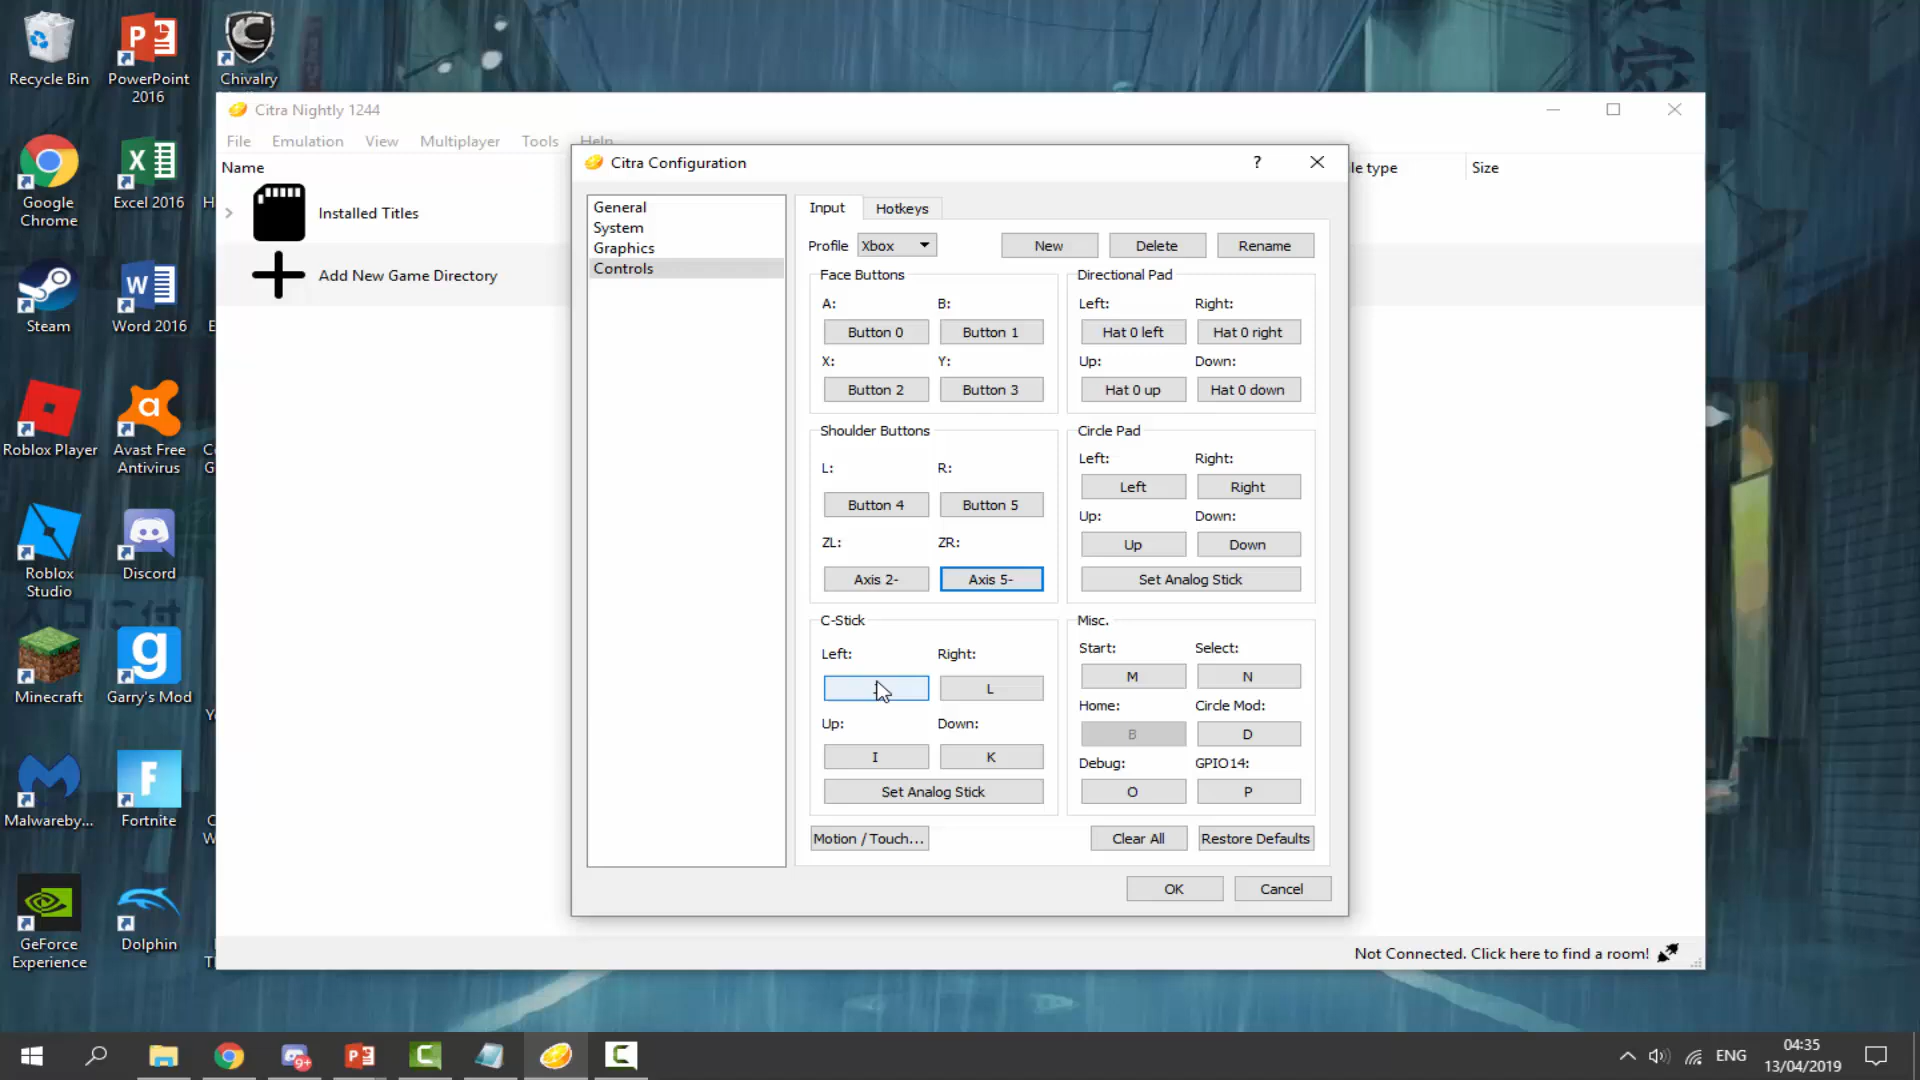 Recycle Bin
PowerPoint
2016
Chivalry
Google
Chrome
Excel 2016
Steam
Word 2016
Roblox Player
Avast Free
Antivirus
Roblox
Studio
Discord
Minecraft
Garry's Mod
Malwareby...
Fortnite
GeForce
Experience
Dolphin
Citra Nightly 1244
File Emulation View Multiplayer Tools Help
Name
Size
Installed Titles
Add New Game Directory
Citra Configuration
?
General
System
Graphics
Controls
Input Hotkeys
Profile Xbox New Delete Rename
Face Buttons
A: B:
Button 0 Button 1
X: Y:
Button 2 Button 3
Directional Pad
Left: Right:
Hat 0 left Hat 0 right
Up: Down:
Hat 0 up Hat 0 down
Shoulder Buttons
L: R:
Button 4 Button 5
ZL: ZR:
Axis 2- Axis 5-
Circle Pad
Left: Right:
Left Right
Up: Down:
Up Down
Set Analog Stick
C-Stick
Left: Right:
L
Up: Down:
I K
Set Analog Stick
Misc.
Start: Select:
M N
Home: Circle Mod:
B D
Debug: GPIO14:
O P
Motion / Touch... Clear All Restore Defaults
OK Cancel
Not Connected. Click here to find a room!
9+
ENG
04:35
13/04/2019